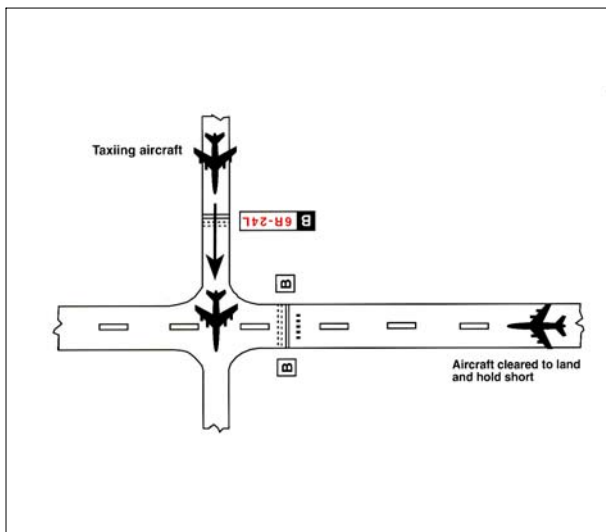 Taxiing aircraft
B 6R-24L
B
B
Aircraft cleared to land
and hold short